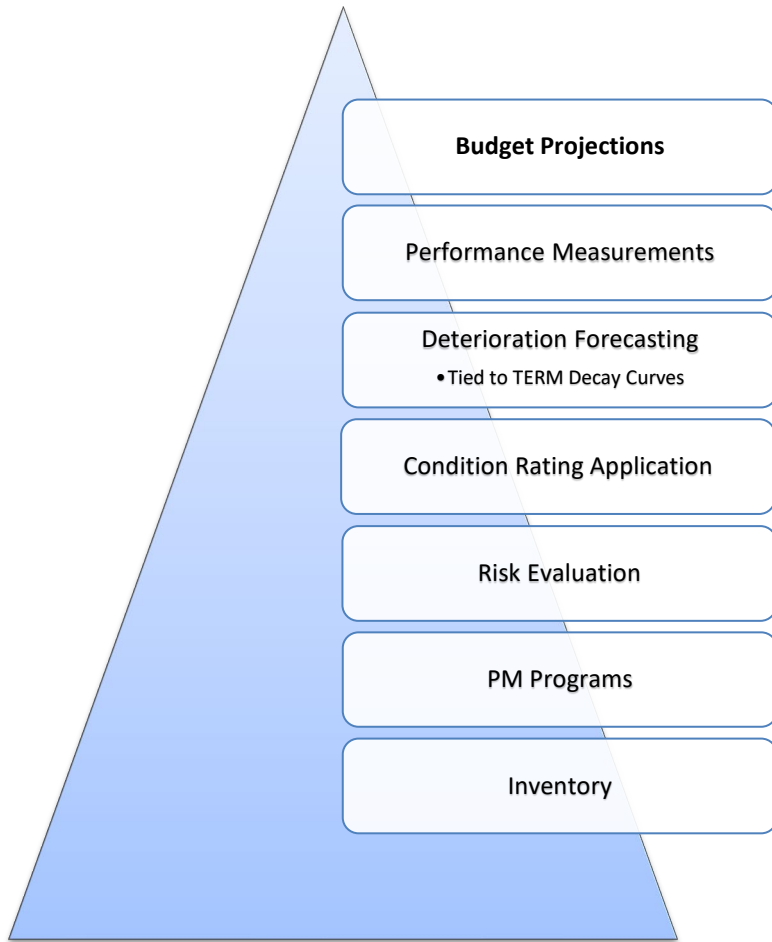 Budget Projections
Performance Measurements
Deterioration Forecasting
•Tied to TERM Decay Curves
Condition Rating Application
Risk Evaluation
PM Programs
Inventory